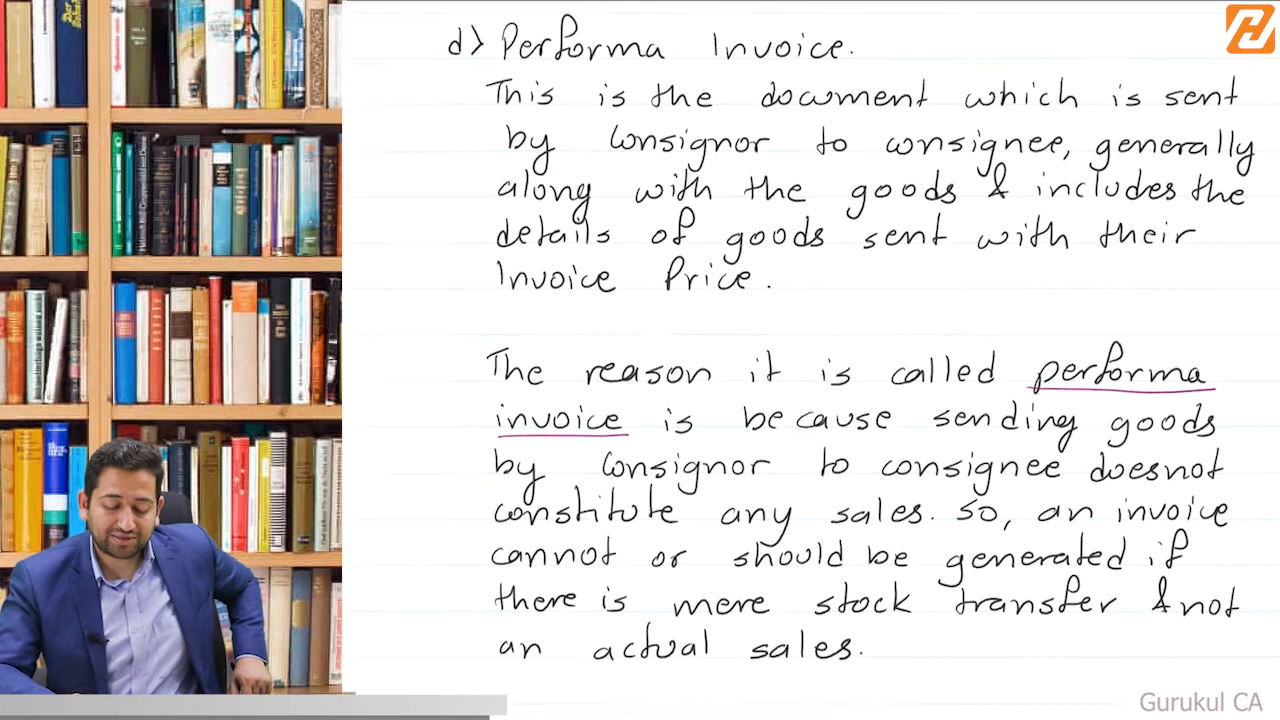 d) Performa Invoice.
This is the document which is sent
by consignor to consignee, generally
along with the goods & includes the
details of goods sent with their
Invoice Price.
The reason it is called performa
invoice is because sending goods
by consignor to consignee doesnot
constitute any sales. So, an invoice
cannot or should be generated if
there is mere stock transfer & not
an actual sales.
Gurukul CA